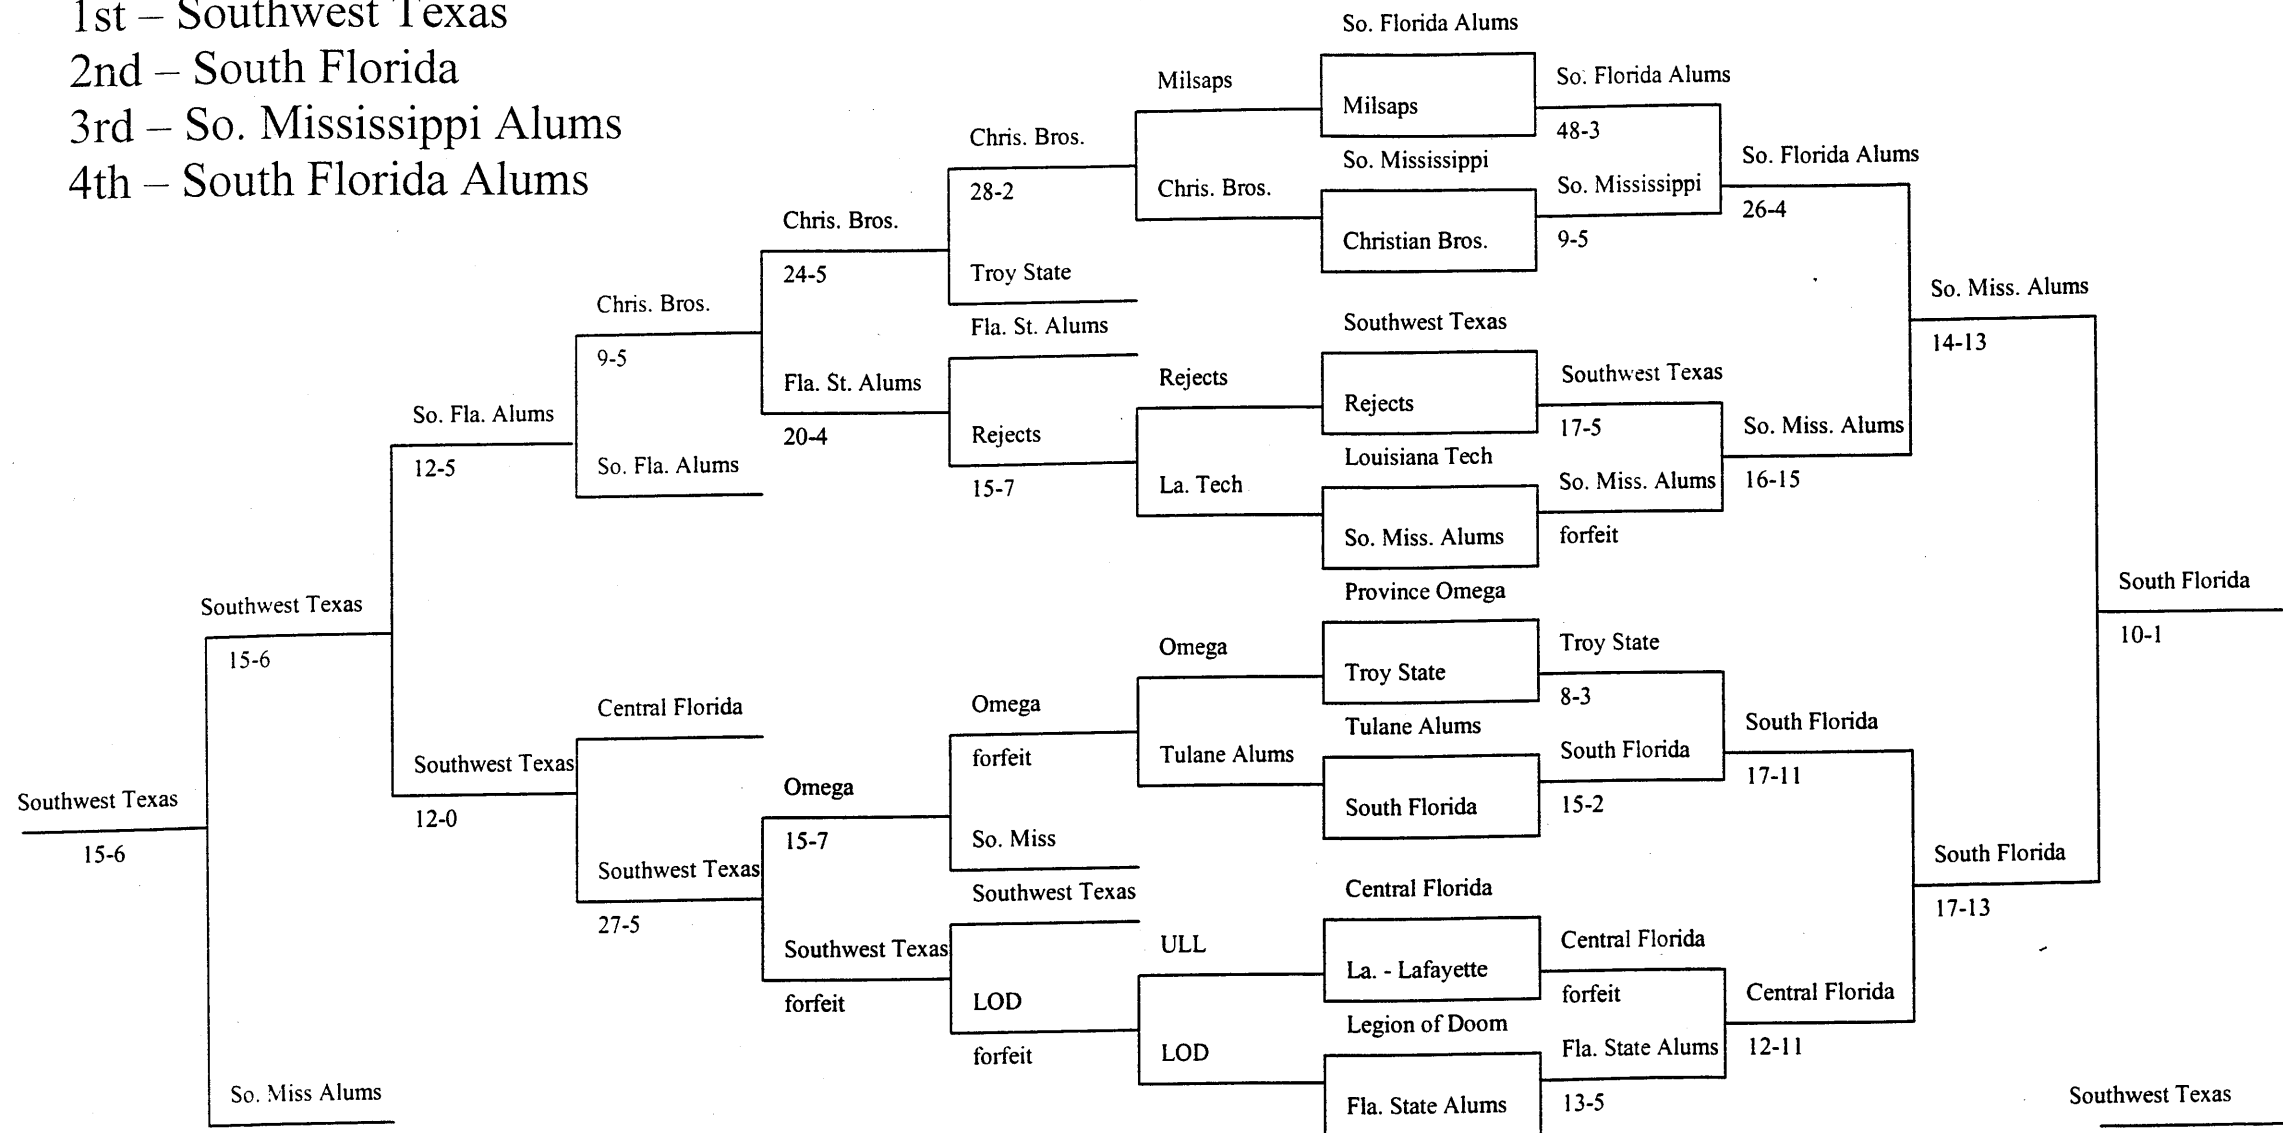 1st – Southwest Texas
2nd – South Florida
3rd – So. Mississippi Alums
4th – South Florida Alums
So. Florida Alums
Milsaps
So. Mississippi
Christian Bros.
Southwest Texas
Rejects
Louisiana Tech
So. Miss. Alums
Province Omega
Troy State
Tulane Alums
South Florida
Central Florida
La. - Lafayette
Legion of Doom
Fla. State Alums
So. Florida Alums
48-3
So. Mississippi
9-5
Southwest Texas
17-5
So. Miss. Alums
forfeit
Troy State
8-3
South Florida
15-2
Central Florida
forfeit
Fla. State Alums
13-5
So. Florida Alums
26-4
So. Miss. Alums
16-15
South Florida
17-11
Central Florida
12-11
So. Miss. Alums
14-13
South Florida
17-13
South Florida
10-1
Southwest Texas
Milsaps
Chris. Bros.
Rejects
La. Tech
Omega
Tulane Alums
ULL
LOD
Chris. Bros.
28-2
Troy State
Fla. St. Alums
Rejects
15-7
Omega
forfeit
So. Miss
Southwest Texas
LOD
forfeit
Chris. Bros.
24-5
Fla. St. Alums
20-4
Omega
15-7
Southwest Texas
forfeit
Chris. Bros.
9-5
So. Fla. Alums
Central Florida
Southwest Texas
27-5
So. Fla. Alums
12-5
Southwest Texas
12-0
Southwest Texas
15-6
So. Miss Alums
Southwest Texas
15-6